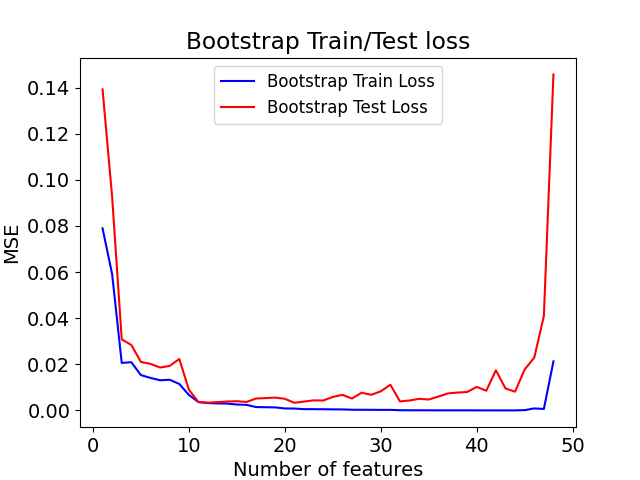 Bootstrap Train/Test loss
Bootstrap Train Loss
Bootstrap Test Loss
MSE
0.14
0.12
0.10
0.08
0.06
0.04
0.02
0.00
0 10 20 30 40 50
Number of features